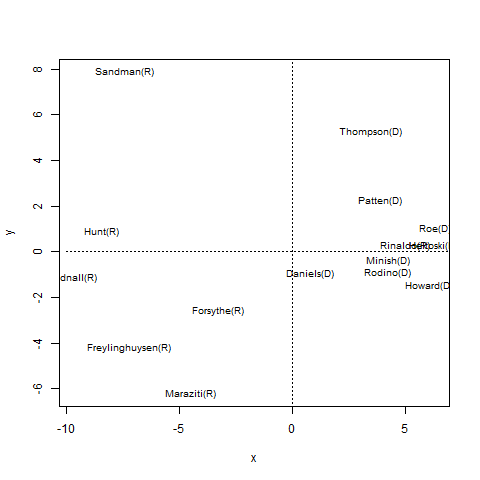 Sandman(R)
Thompson(D)
Patten(D)
Hunt(R)
Roe(D
Rinaldo(R)
Helstoski(
Minish(D)
dnall(R)
Daniels(D)
Rodino(D)
Howard(D
Forsythe(R)
Freylinghuysen(R)
Maraziti(R)
8
6
4
2
0
-2
-4
-6
y
-10
-5
0
5
x